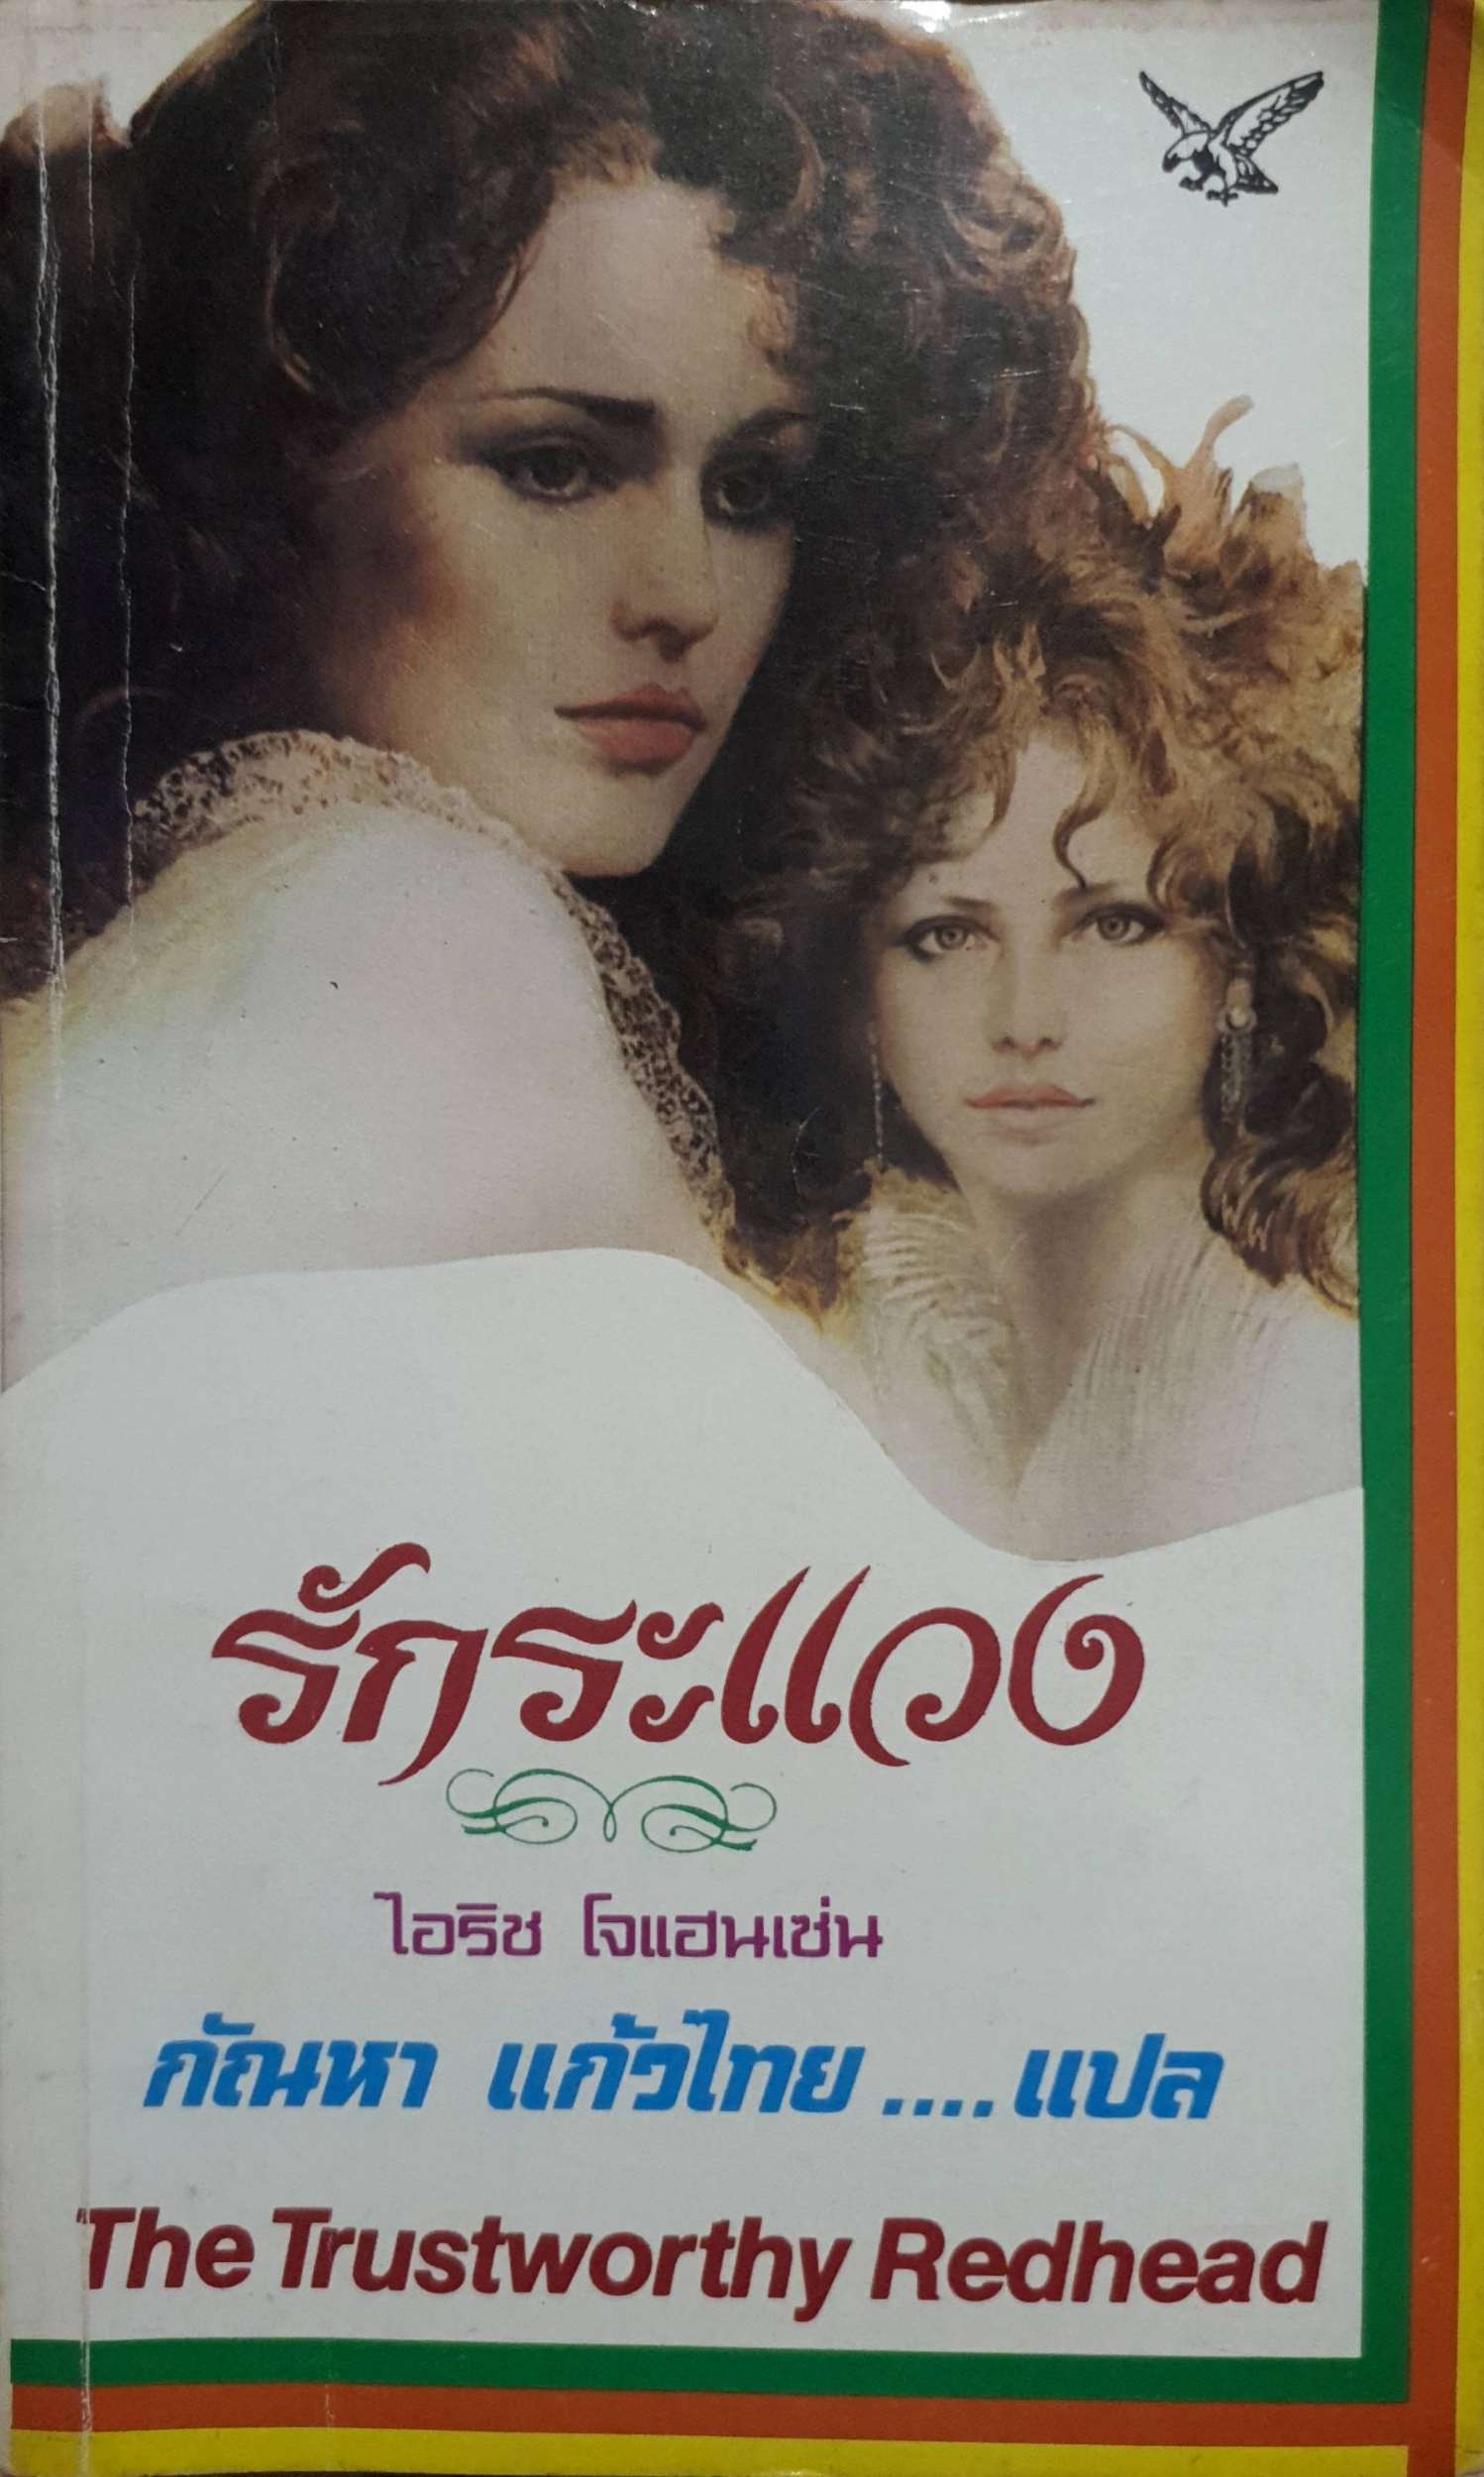 รักระแวง
ไอริช โจแฮนเซ่น
กัณหา แก้วไทย ....แปล
The Trustworthy Redhead